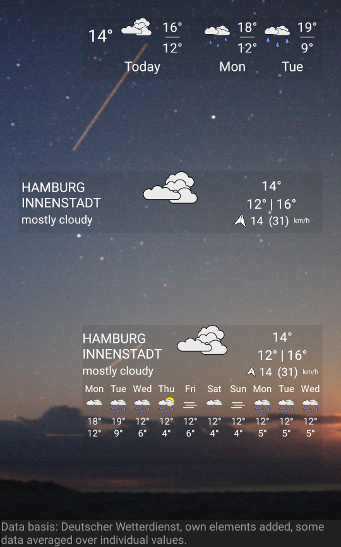 14° 16° 18° 19°
12° 12° 9°
Today Mon Tue
HAMBURG
INNENSTADT
mostly cloudy
14°
12° | 16°
14 (31) km/h
HAMBURG
INNENSTADT
mostly cloudy
14°
12° | 16°
14 (31) km/h
Mon Tue Wed Thu Fri Sat Sun Mon Tue Wed
18° 19° 12° 12° 12° 12° 12° 12° 12° 12°
12° 9° 6° 4° 6° 4° 4° 5° 5° 5°
Data basis: Deutscher Wetterdienst, own elements added, some
data averaged over individual values.